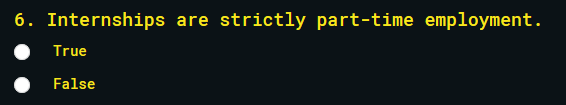 6. Internships are strictly part-time employment.
True
False